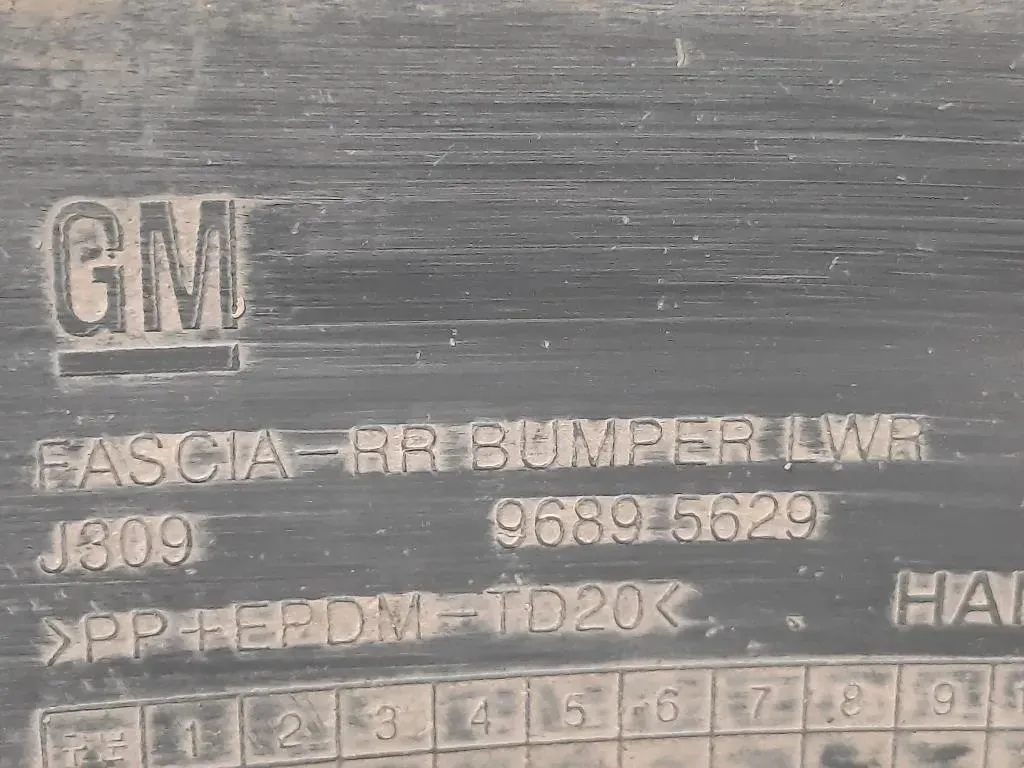 GM
FASCIA-RR BUMPER LWR
J309 9689 5629
>PP+EPDM-TD20<
1 2 3 4 5 6 7 8 9